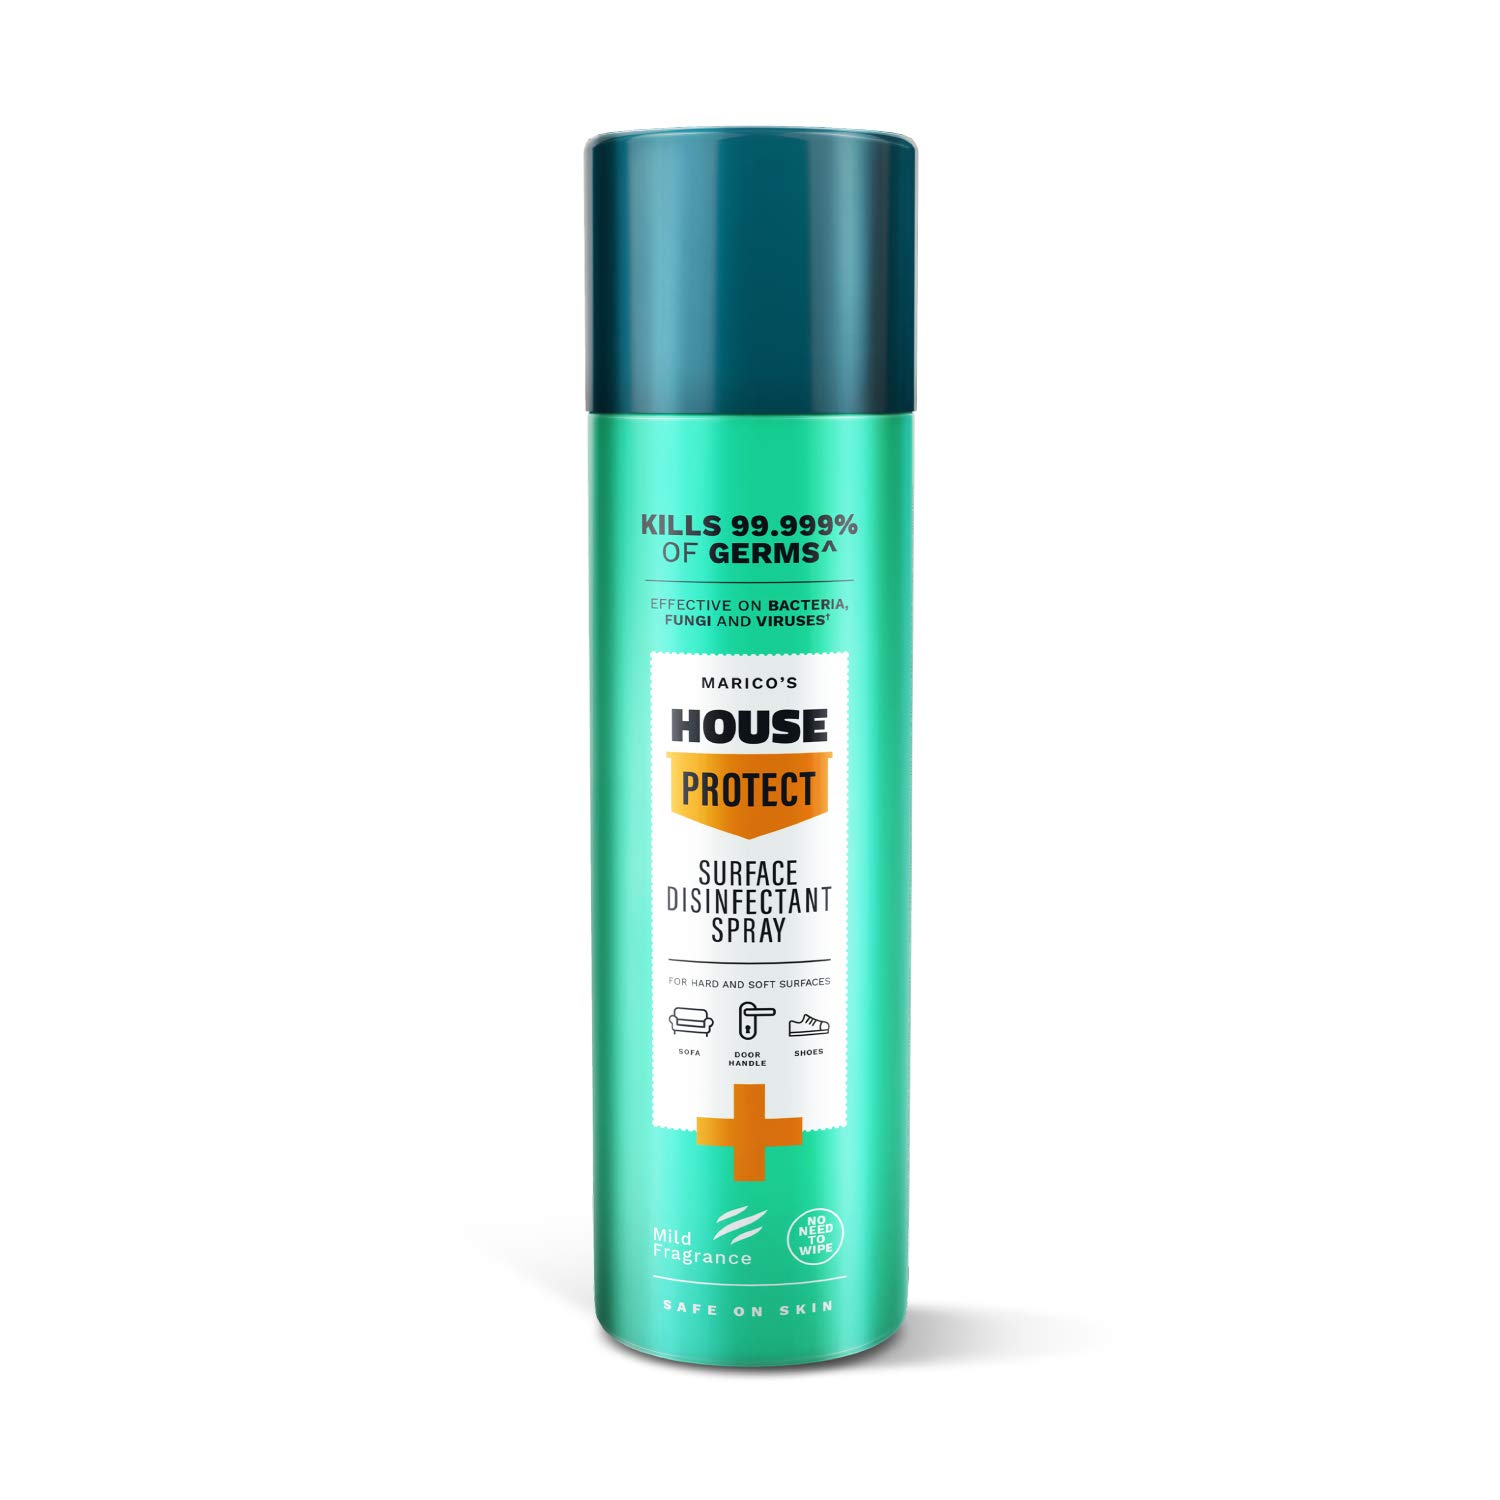 KILLS 99.999%
OF GERMS^
EFFECTIVE ON BACTERIA,
FUNGI AND VIRUSES†
MARICO'S
HOUSE
PROTECT
SURFACE
DISINFECTANT
SPRAY
FOR HARD AND SOFT SURFACES
SOFA
DOOR
HANDLE
SHOES
Mild
Fragrance
NO
NEED
TO
WIPE
SAFE ON SKIN